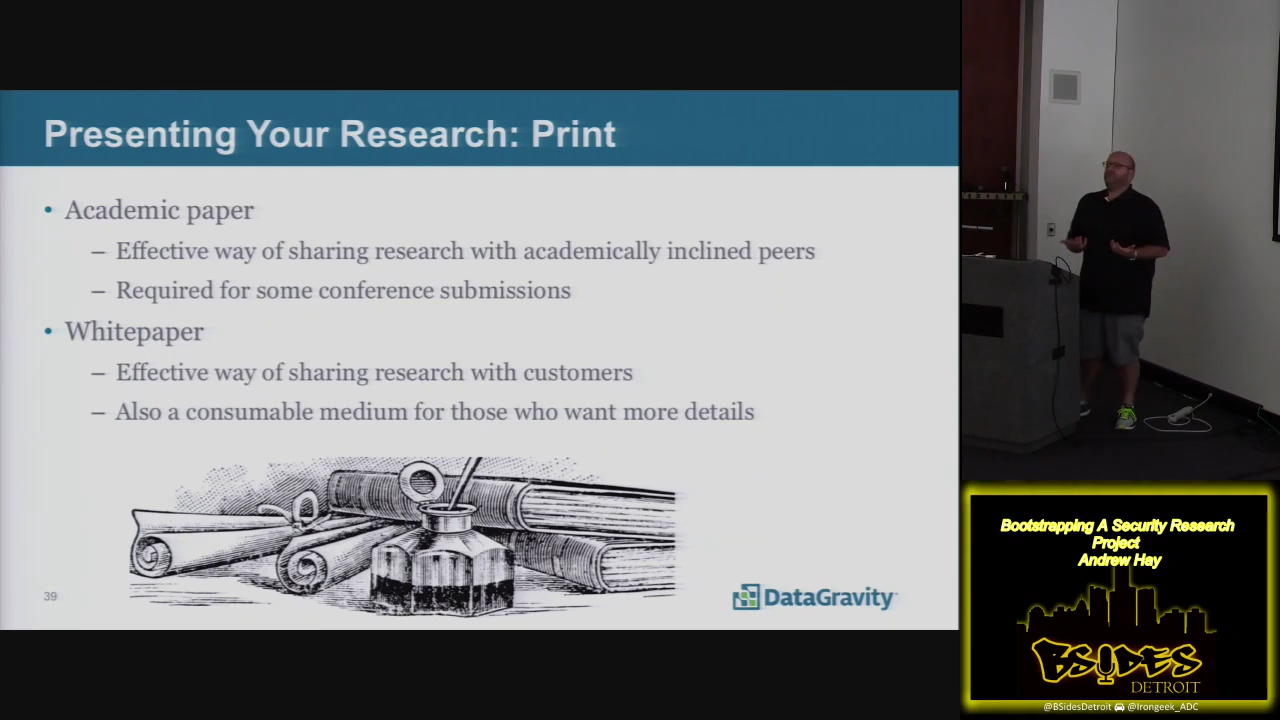 Presenting Your Research: Print
• Academic paper
– Effective way of sharing research with academically inclined peers
– Required for some conference submissions
• Whitepaper
– Effective way of sharing research with customers
– Also a consumable medium for those who want more details
39
DataGravity
Bootstrapping A Security Research
Project
Andrew Hay
BSIDES
DETROIT
@BSidesDetroit @Irongeek_ADC